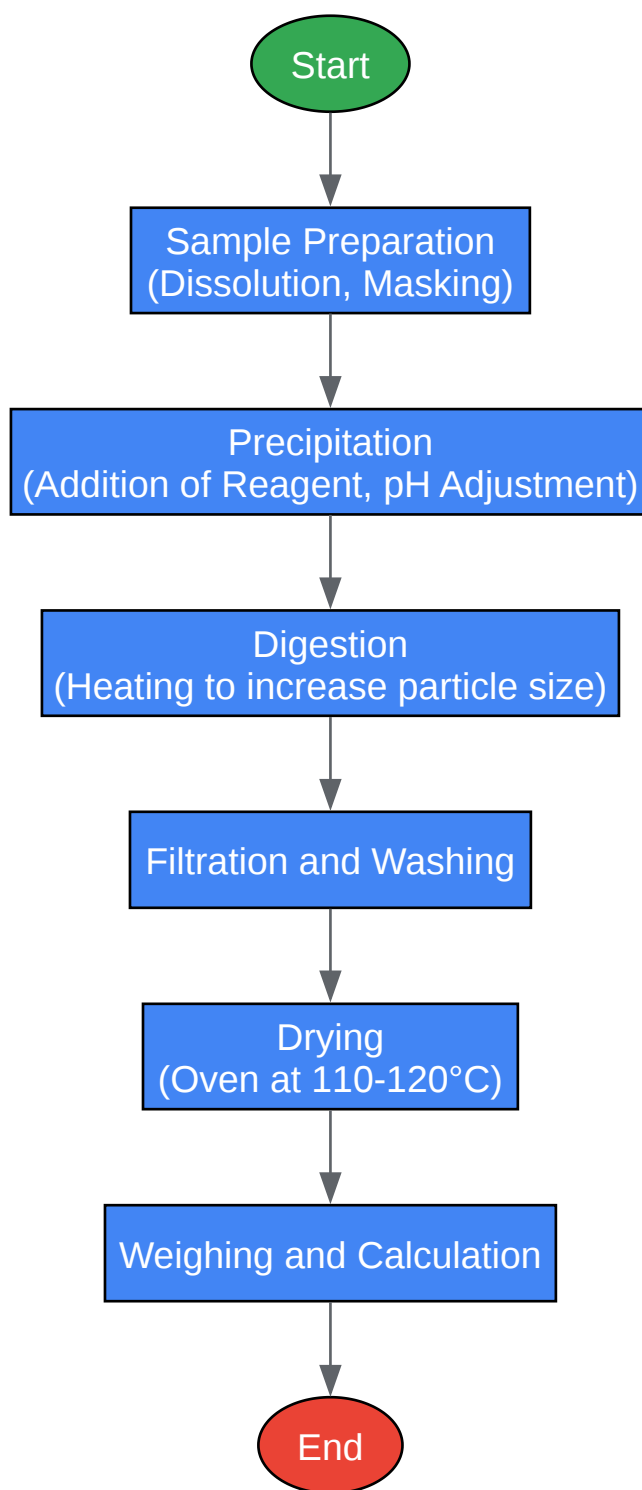 Start
Sample Preparation
(Dissolution, Masking)
Precipitation
(Addition of Reagent, pH Adjustment)
Digestion
(Heating to increase particle size)
Filtration and Washing
Drying
(Oven at 110-120°C)
Weighing and Calculation
End